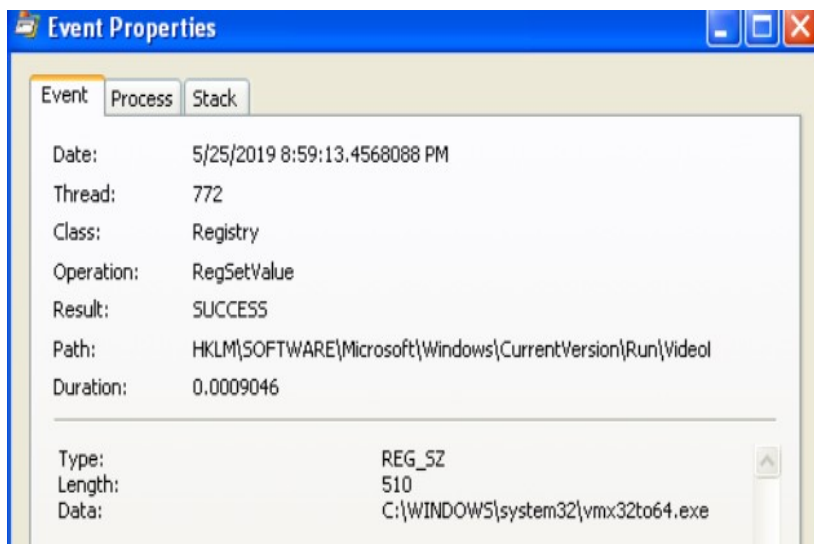 Event Properties
Event Process Stack
Date: 5/25/2019 8:59:13.4568088 PM
Thread: 772
Class: Registry
Operation: RegSetValue
Result: SUCCESS
Path: HKLM\SOFTWARE\Microsoft\Windows\CurrentVersion\Run\VideoI
Duration: 0.0009046
Type: REG_SZ
Length: 510
Data: C:\WINDOWS\system32\vmx32to64.exe